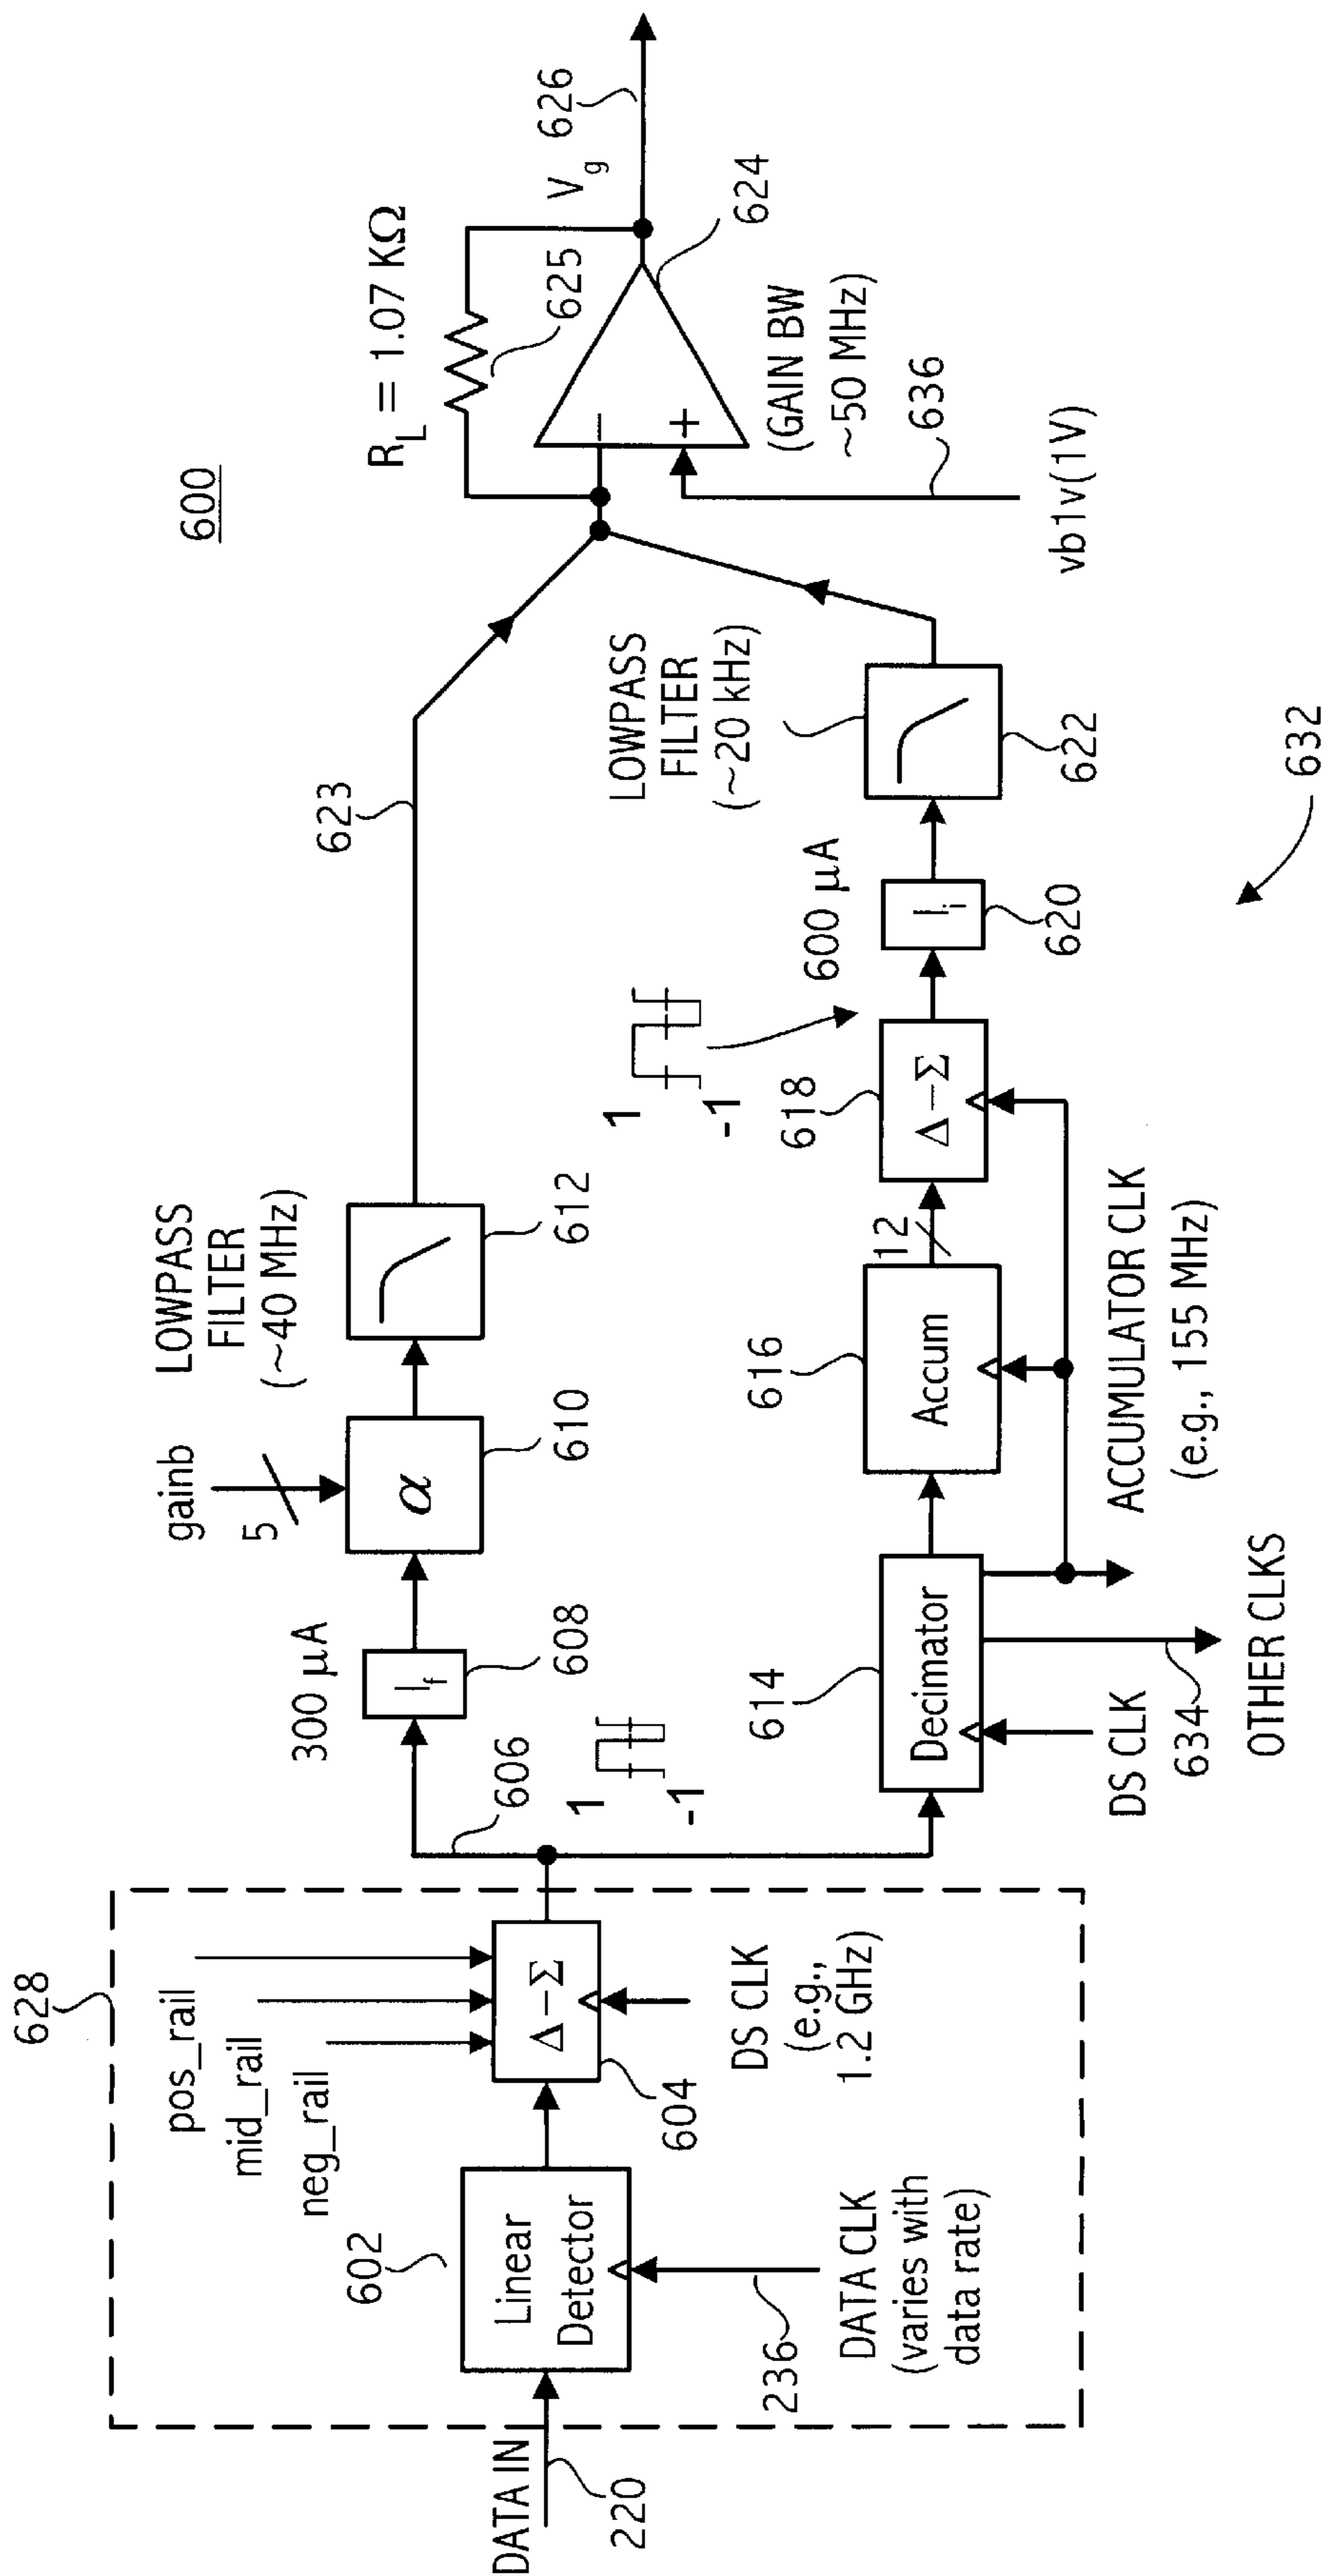 600
628
pos_rail
mid_rail
neg_rail
DATA IN
220
602
Linear
Detector
236
DATA CLK
(varies with
data rate)
Δ–Σ
604
DS CLK
(e.g.,
1.2 GHz)
606
1
-1
300 μA
If
608
gainb
5
α
610
LOWPASS
FILTER
(~40 MHz)
612
623
614
Decimator
DS CLK
634
OTHER CLKS
616
Accum
12
ACCUMULATOR CLK
(e.g., 155 MHz)
1
-1
618
Δ–Σ
600 μA
Ii
620
LOWPASS
FILTER
(~20 kHz)
622
632
RL = 1.07 KΩ
625
–
+
Vg
626
624
(GAIN BW
~50 MHz)
636
vb1v(1V)